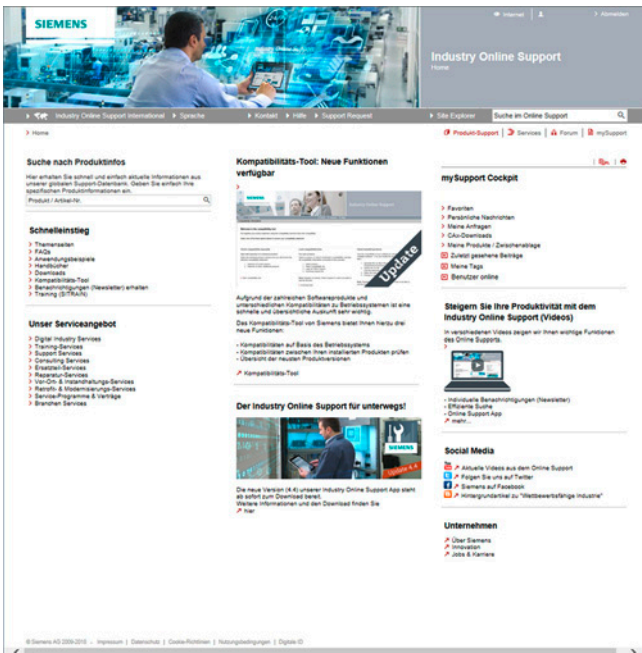 SIEMENS
Internet
Abmelden
Industry Online Support
Home
Industry Online Support International
Sprache
Kontakt
Hilfe
Support Request
Site Explorer
Suche im Online Support
Home
Produkt-Support
Services
Forum
mySupport
Suche nach Produktinfos
Hier erhalten Sie schnell und einfach aktuelle Informationen aus
unserer globalen Support-Datenbank. Geben Sie einfach Ihre
spezifischen Produktinformationen ein.
Produkt / Artikel-Nr.
Schnelleinstieg
Themenseiten
FAQs
Anwendungsbeispiele
Handbücher
Downloads
Kompatibilitäts-Tool
Benachrichtigungen (Newsletter) erhalten
Training (SITRAIN)
Unser Serviceangebot
Digital Industry Services
Training-Services
Support Services
Consulting Services
Ersatzteil-Services
Reparatur-Services
Vor-Ort- & Instandhaltungs-Services
Retrofit- & Modernisierungs-Services
Service-Programme & Verträge
Branchen Services
Kompatibilitäts-Tool: Neue Funktionen
verfügbar
Update
Aufgrund der zahlreichen Softwareprodukte und
unterschiedlichen Kompatibilitäten zu Betriebssystemen ist eine
schnelle und übersichtliche Auskunft sehr wichtig.
Das Kompatibilitäts-Tool von Siemens bietet Ihnen hierzu drei
neue Funktionen:
- Kompatibilitäten auf Basis des Betriebssystems
- Kompatibilitäten zwischen Ihren installierten Produkten prüfen
- Übersicht der neusten Produktversionen
Kompatibilitäts-Tool
Der Industry Online Support für unterwegs!
SIEMENS
Update 4.4
Die neue Version (4.4) unserer Industry Online Support App steht
ab sofort zum Download bereit.
Weitere Informationen und den Download finden Sie
hier
mySupport Cockpit
Favoriten
Persönliche Nachrichten
Meine Anfragen
CAx-Downloads
Meine Produkte / Zwischenablage
Zuletzt gesehene Beiträge
Meine Tags
Benutzer online
Steigern Sie Ihre Produktivität mit dem
Industry Online Support (Videos)
In verschiedenen Videos zeigen wir Ihnen wichtige Funktionen
des Online Supports.
- Individuelle Benachrichtigungen (Newsletter)
- Effiziente Suche
- Online Support App
mehr...
Social Media
Aktuelle Videos aus dem Online Support
Folgen Sie uns auf Twitter
Siemens auf Facebook
Hintergrundartikel zu "Wettbewerbsfähige Industrie"
Unternehmen
Über Siemens
Innovation
Jobs & Karriere
© Siemens AG 2009-2018 - Impressum | Datenschutz | Cookie-Richtlinien | Nutzungsbedingungen | Digitale ID